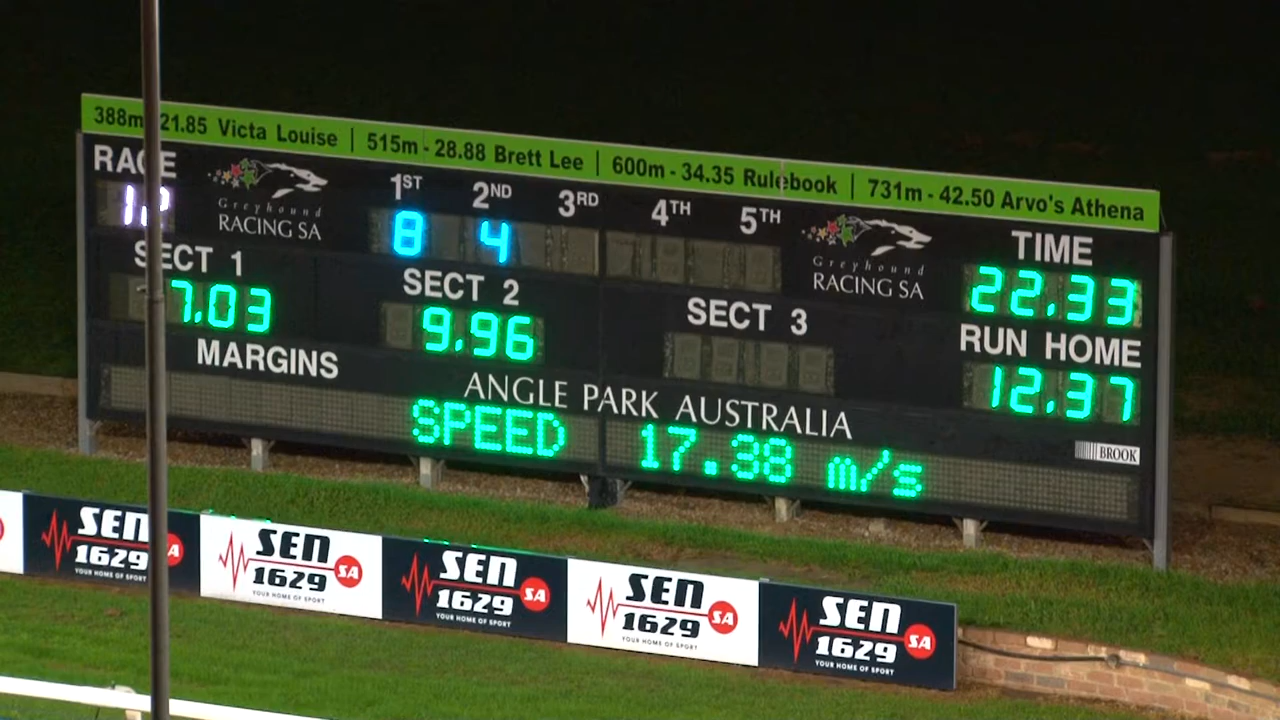 388m 21.85 Victa Louise | 515m - 28.88 Brett Lee | 600m - 34.35 Rulebook | 731m - 42.50 Arvo's Athena
RACE
Greyhound
RACING SA
1ST 2ND 3RD 4TH 5TH
8 4
Greyhound
RACING SA
TIME
22.33
SECT 1
7.03
SECT 2
9.96
SECT 3
RUN HOME
12.37
MARGINS
ANGLE PARK AUSTRALIA
SPEED 17.38 m/s
BROOK
SEN
1629
YOUR HOME OF SPORT
SEN
1629 SA
YOUR HOME OF SPORT
SEN
1629 SA
YOUR HOME OF SPORT
SEN
1629 SA
YOUR HOME OF SPORT
SEN
1629 SA
YOUR HOME OF SPORT